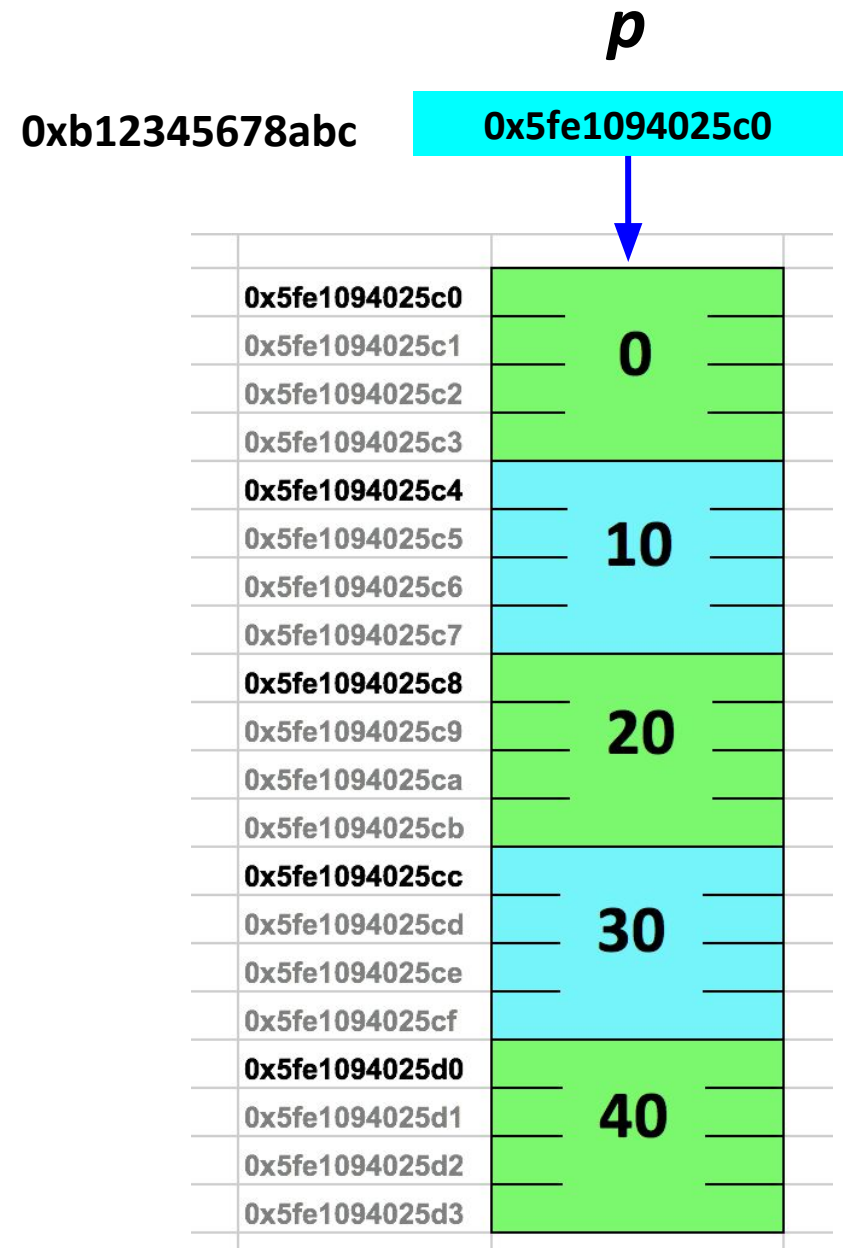 p
0xb12345678abc 0x5fe1094025c0
0x5fe1094025c0
0x5fe1094025c1 0
0x5fe1094025c2
0x5fe1094025c3
0x5fe1094025c4
0x5fe1094025c5 10
0x5fe1094025c6
0x5fe1094025c7
0x5fe1094025c8
0x5fe1094025c9 20
0x5fe1094025ca
0x5fe1094025cb
0x5fe1094025cc
0x5fe1094025cd 30
0x5fe1094025ce
0x5fe1094025cf
0x5fe1094025d0
0x5fe1094025d1 40
0x5fe1094025d2
0x5fe1094025d3